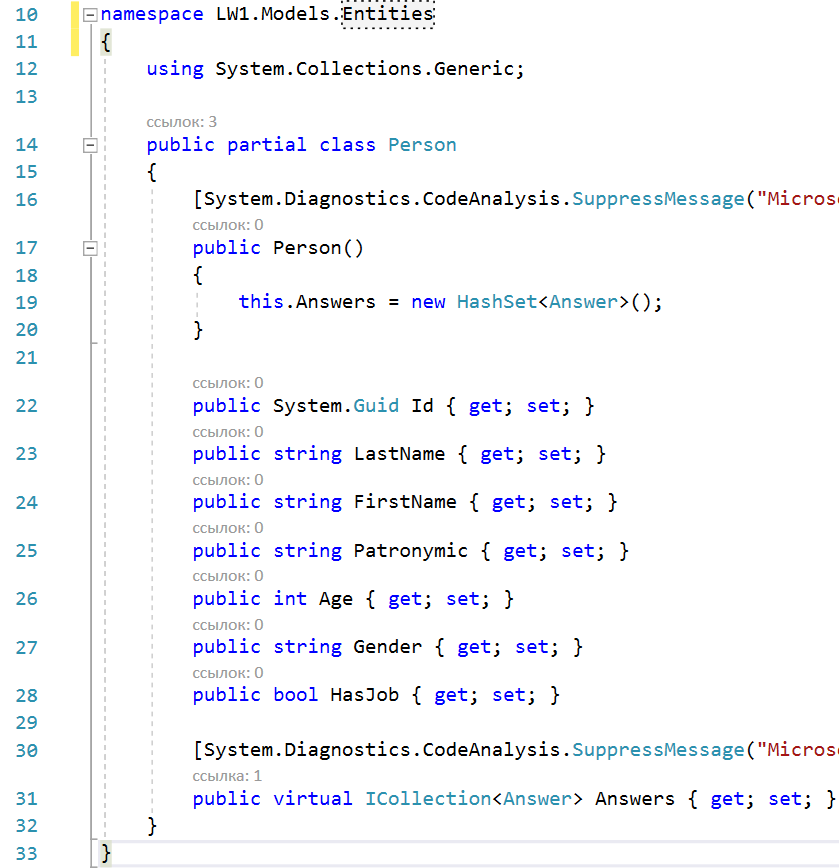 10 namespace LW1.Models.Entities
11 {
12 using System.Collections.Generic;
13
ссылок: 3
14 public partial class Person
15 {
16 [System.Diagnostics.CodeAnalysis.SuppressMessage("Micros
ссылок: 0
17 public Person()
18 {
19 this.Answers = new HashSet<Answer>();
20 }
21
ссылок: 0
22 public System.Guid Id { get; set; }
ссылок: 0
23 public string LastName { get; set; }
ссылок: 0
24 public string FirstName { get; set; }
ссылок: 0
25 public string Patronymic { get; set; }
ссылок: 0
26 public int Age { get; set; }
ссылок: 0
27 public string Gender { get; set; }
ссылок: 0
28 public bool HasJob { get; set; }
29
30 [System.Diagnostics.CodeAnalysis.SuppressMessage("Micros
ссылка: 1
31 public virtual ICollection<Answer> Answers { get; set; }
32 }
33 }